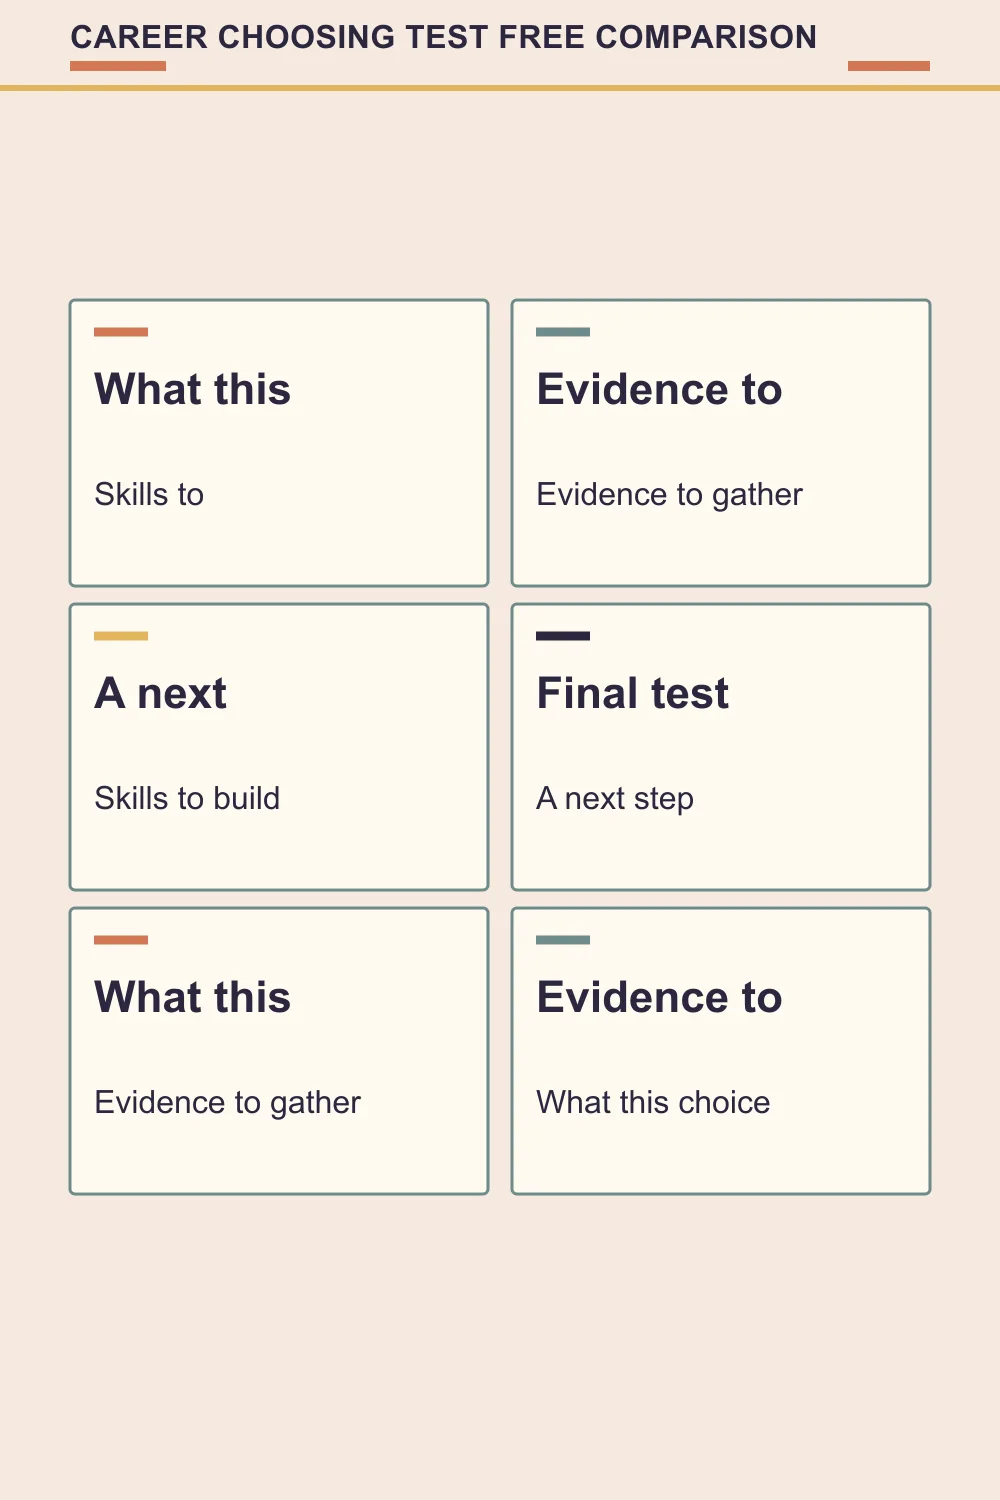 CAREER CHOOSING TEST FREE COMPARISON
What this
Skills to
Evidence to
Evidence to gather
A next
Skills to build
Final test
A next step
What this
Evidence to gather
Evidence to
What this choice